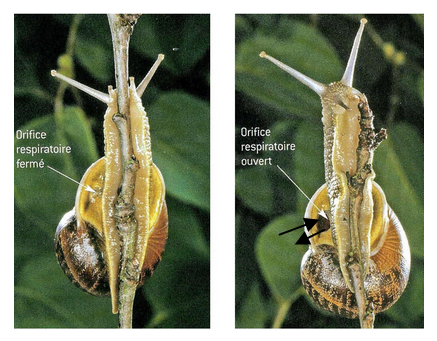 Orifice
respiratoire
fermé
Orifice
respiratoire
ouvert